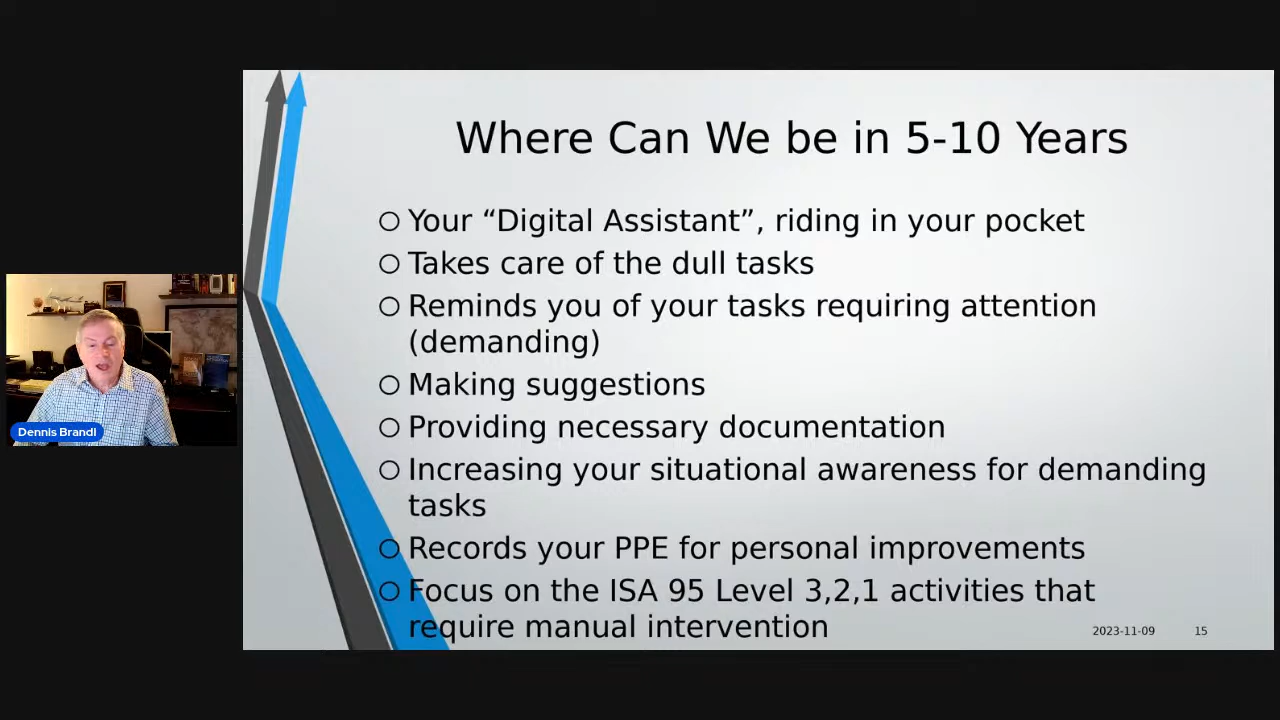 Where Can We be in 5-10 Years
Your “Digital Assistant”, riding in your pocket
Takes care of the dull tasks
Reminds you of your tasks requiring attention
(demanding)
Making suggestions
Providing necessary documentation
Increasing your situational awareness for demanding
tasks
Records your PPE for personal improvements
Focus on the ISA 95 Level 3,2,1 activities that
require manual intervention
2023-11-09 15
Dennis Brandl